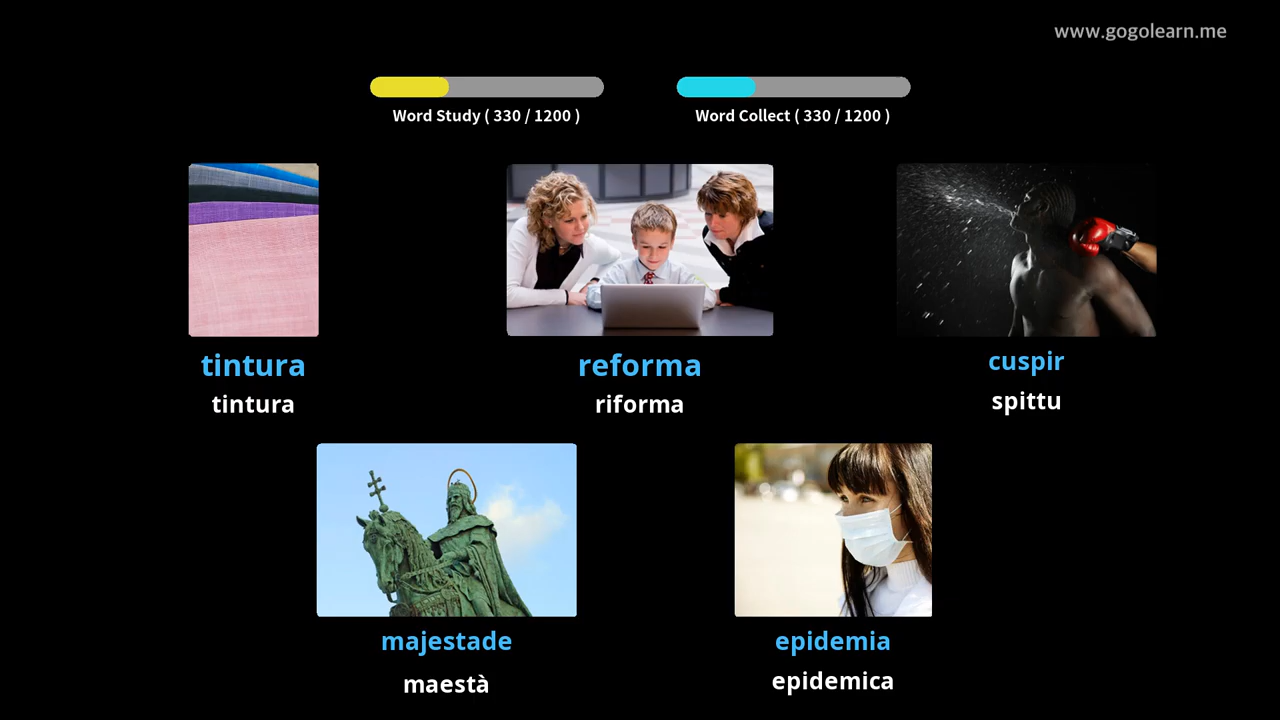 www.gogolearn.me
Word Study ( 330 / 1200 )
Word Collect ( 330 / 1200 )
tintura
tintura
reforma
riforma
cuspir
spittu
majestade
maestà
epidemia
epidemica